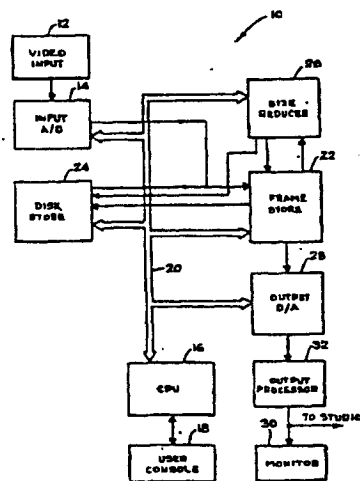 10
12
VIDEO
INPUT
14
INPUT
A/D
26
SIZE
REDUCER
24
DISK
STORE
22
FRAME
STORE
20
28
OUTPUT
D/A
16
CPU
32
OUTPUT
PROCESSOR
TO STUDIO
18
USER
CONSOLE
30
MONITOR